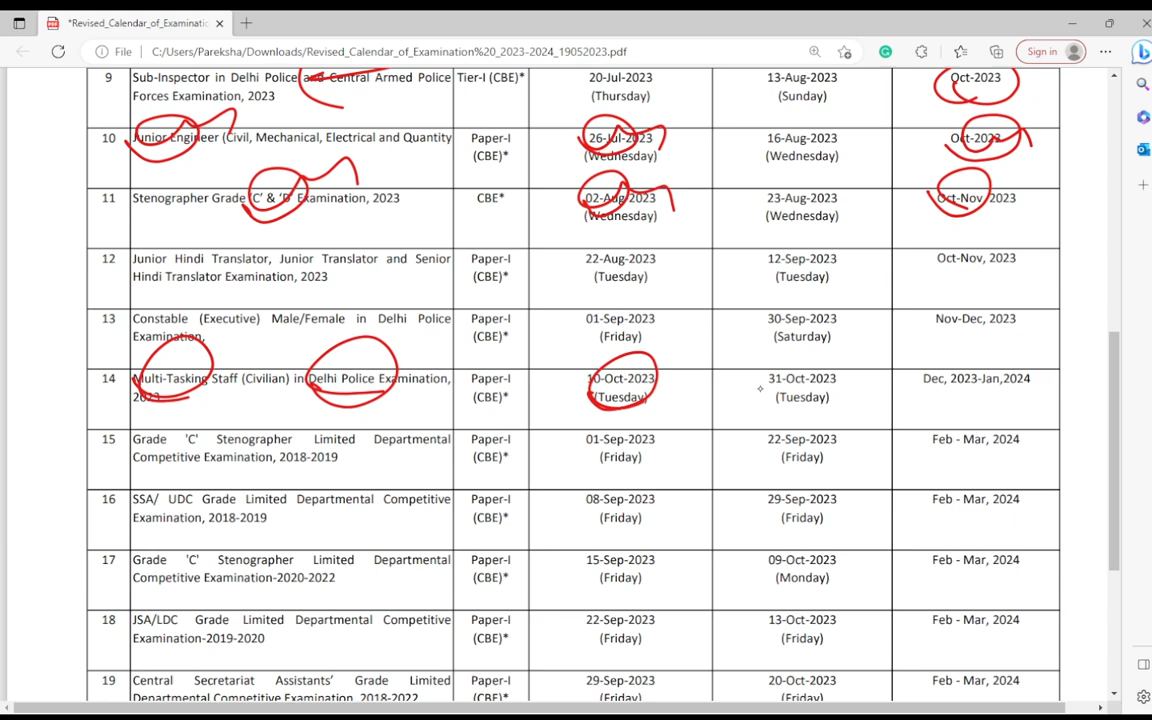 *Revised_Calendar_of_Examinatio
File
C:/Users/Pareksha/Downloads/Revised_Calendar_of_Examination%20_2023-2024_19052023.pdf
Sign in
9 Sub-Inspector in Delhi Police and Central Armed Police Tier-I (CBE)* 20-Jul-2023 13-Aug-2023 Oct-2023
Forces Examination, 2023 (Thursday) (Sunday)
10 Junior Engineer (Civil, Mechanical, Electrical and Quantity Paper-I 26-Jul-2023 16-Aug-2023 Oct-2023
(CBE)* (Wednesday) (Wednesday)
11 Stenographer Grade 'C' & 'D' Examination, 2023 CBE* 02-Aug-2023 23-Aug-2023 Oct-Nov, 2023
(Wednesday) (Wednesday)
12 Junior Hindi Translator, Junior Translator and Senior Paper-I 22-Aug-2023 12-Sep-2023 Oct-Nov, 2023
Hindi Translator Examination, 2023 (CBE)* (Tuesday) (Tuesday)
13 Constable (Executive) Male/Female in Delhi Police Paper-I 01-Sep-2023 30-Sep-2023 Nov-Dec, 2023
Examination, (CBE)* (Friday) (Saturday)
14 Multi-Tasking Staff (Civilian) in Delhi Police Examination, Paper-I 10-Oct-2023 31-Oct-2023 Dec, 2023-Jan,2024
2023 (CBE)* (Tuesday) (Tuesday)
15 Grade 'C' Stenographer Limited Departmental Paper-I 01-Sep-2023 22-Sep-2023 Feb - Mar, 2024
Competitive Examination, 2018-2019 (CBE)* (Friday) (Friday)
16 SSA/ UDC Grade Limited Departmental Competitive Paper-I 08-Sep-2023 29-Sep-2023 Feb - Mar, 2024
Examination, 2018-2019 (CBE)* (Friday) (Friday)
17 Grade 'C' Stenographer Limited Departmental Paper-I 15-Sep-2023 09-Oct-2023 Feb - Mar, 2024
Competitive Examination-2020-2022 (CBE)* (Friday) (Monday)
18 JSA/LDC Grade Limited Departmental Competitive Paper-I 22-Sep-2023 13-Oct-2023 Feb - Mar, 2024
Examination-2019-2020 (CBE)* (Friday) (Friday)
19 Central Secretariat Assistants' Grade Limited Paper-I 29-Sep-2023 20-Oct-2023 Feb - Mar, 2024
Departmental Competitive Examination, 2018-2022 (CBE)* (Friday) (Friday)